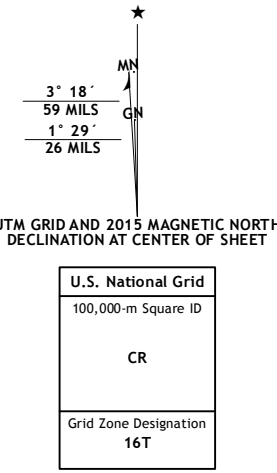 MN
3° 18´
59 MILS
GN
1° 29´
26 MILS
UTM GRID AND 2015 MAGNETIC NORTH
DECLINATION AT CENTER OF SHEET
U.S. National Grid
100,000-m Square ID
CR
Grid Zone Designation
16T